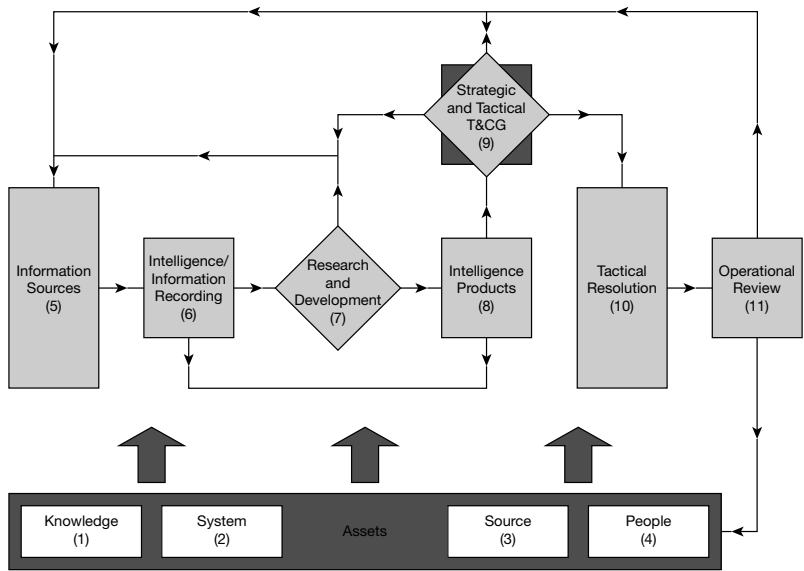 Strategic
and Tactical
T&CG
(9)
Information
Sources
(5)
Intelligence/
Information
Recording
(6)
Research
and
Development
(7)
Intelligence
Products
(8)
Tactical
Resolution
(10)
Operational
Review
(11)
Knowledge
(1)
System
(2)
Assets
Source
(3)
People
(4)